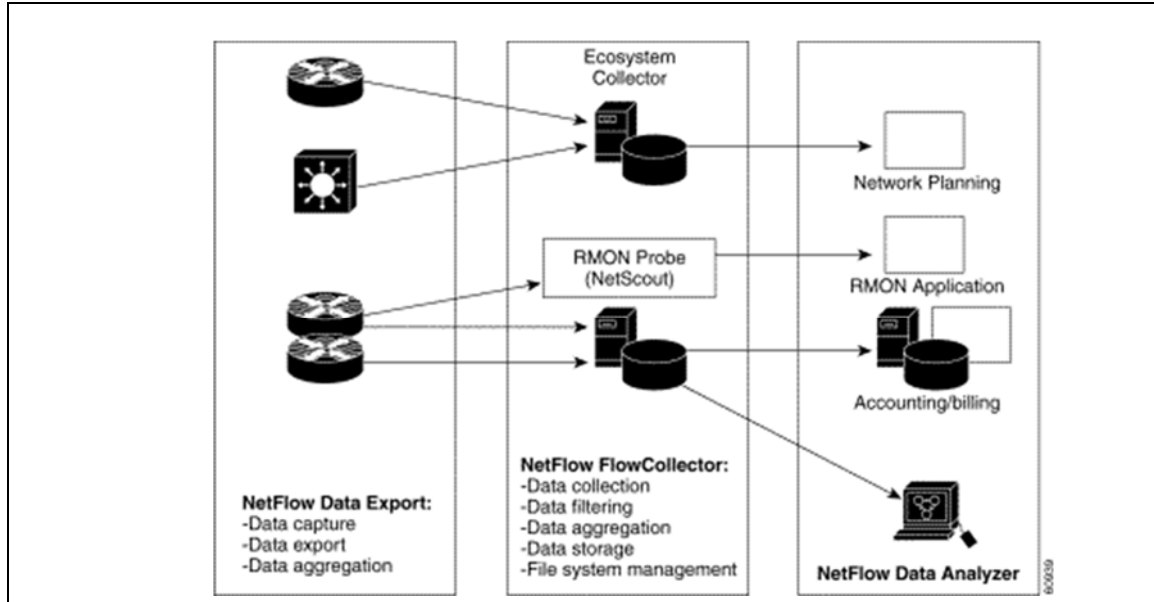 Ecosystem
Collector
Network Planning
RMON Probe
(NetScout)
RMON Application
Accounting/billing
NetFlow Data Export:
-Data capture
-Data export
-Data aggregation
NetFlow FlowCollector:
-Data collection
-Data filtering
-Data aggregation
-Data storage
-File system management
NetFlow Data Analyzer
60939